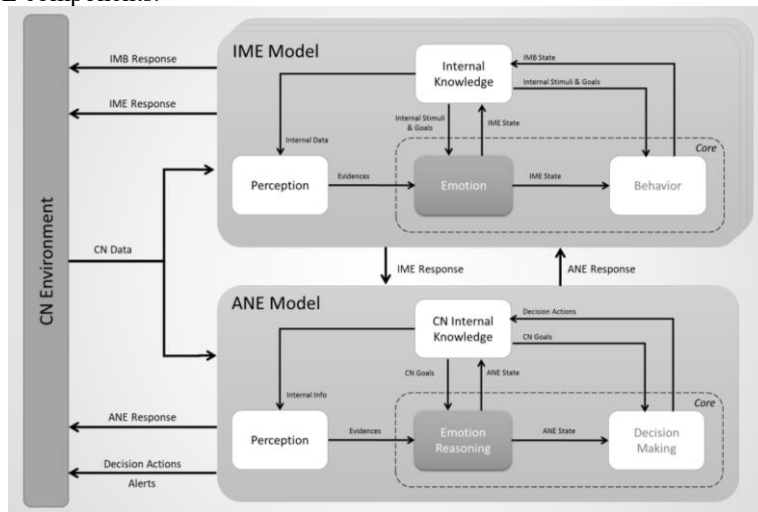 IME Model
IMB Response
IME Response
Internal
Knowledge
IMB State
Internal Stimuli & Goals
Internal Stimuli
& Goals
IME State
Internal Data
Core
Perception
Evidences
Emotion
IME State
Behavior
CN Environment
CN Data
IME Response
ANE Response
ANE Model
CN Internal
Knowledge
Decision Actions
CN Goals
CN Goals
ANE State
Internal Info
Core
ANE Response
Perception
Evidences
Emotion
Reasoning
ANE State
Decision
Making
Decision Actions
Alerts